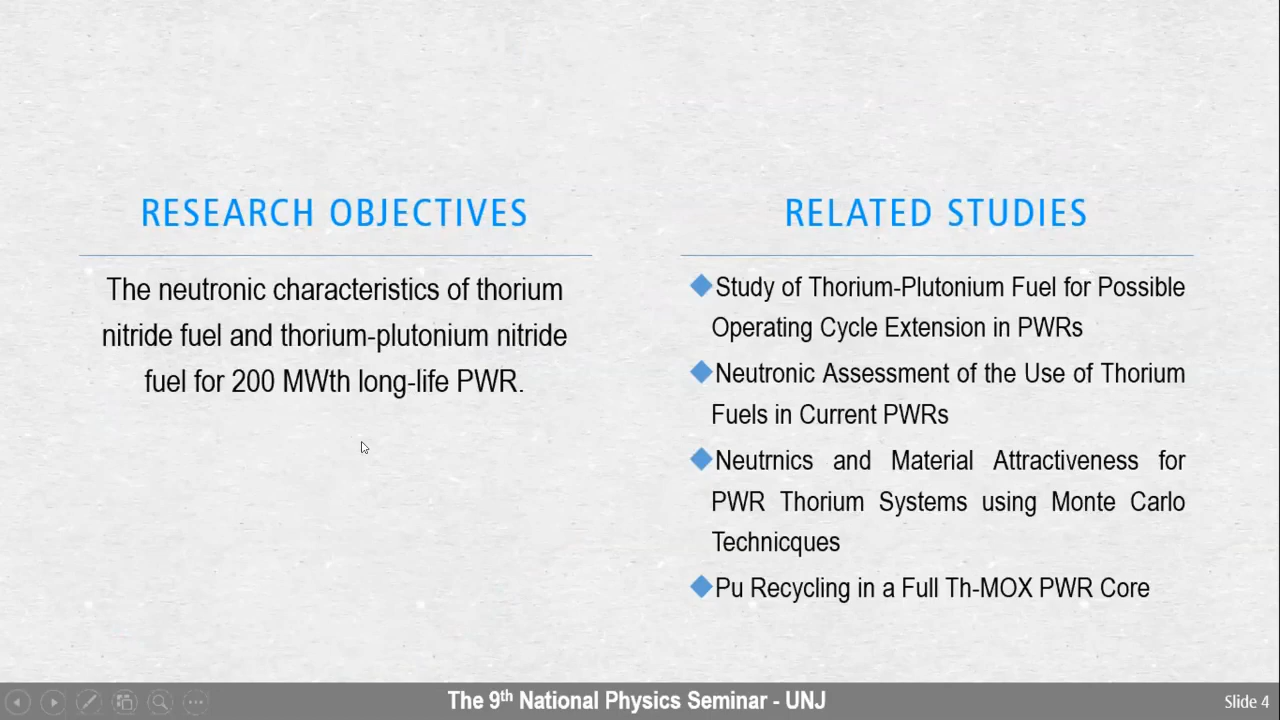 RESEARCH OBJECTIVES
The neutronic characteristics of thorium
nitride fuel and thorium-plutonium nitride
fuel for 200 MWth long-life PWR.
RELATED STUDIES
Study of Thorium-Plutonium Fuel for Possible
Operating Cycle Extension in PWRs
Neutronic Assessment of the Use of Thorium
Fuels in Current PWRs
Neutrnics and Material Attractiveness for
PWR Thorium Systems using Monte Carlo
Technicques
Pu Recycling in a Full Th-MOX PWR Core
The 9th National Physics Seminar - UNJ
Slide 4